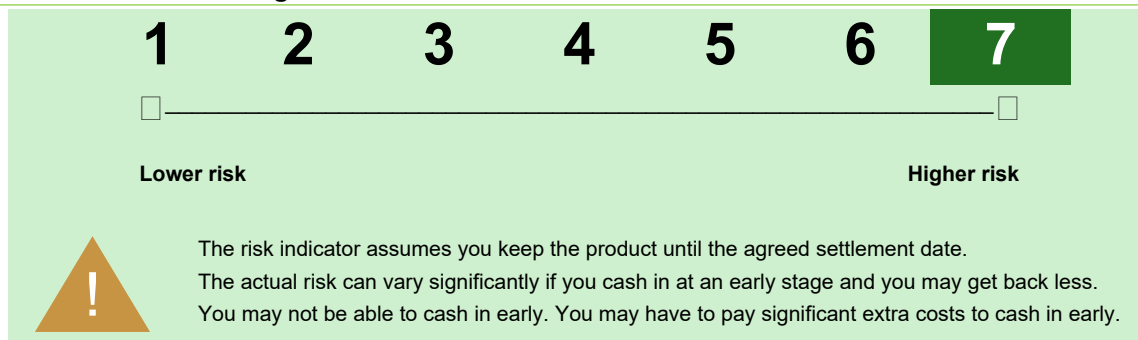 1 2 3 4 5 6 7
Lower risk Higher risk
!
The risk indicator assumes you keep the product until the agreed settlement date.
The actual risk can vary significantly if you cash in at an early stage and you may get back less.
You may not be able to cash in early. You may have to pay significant extra costs to cash in early.